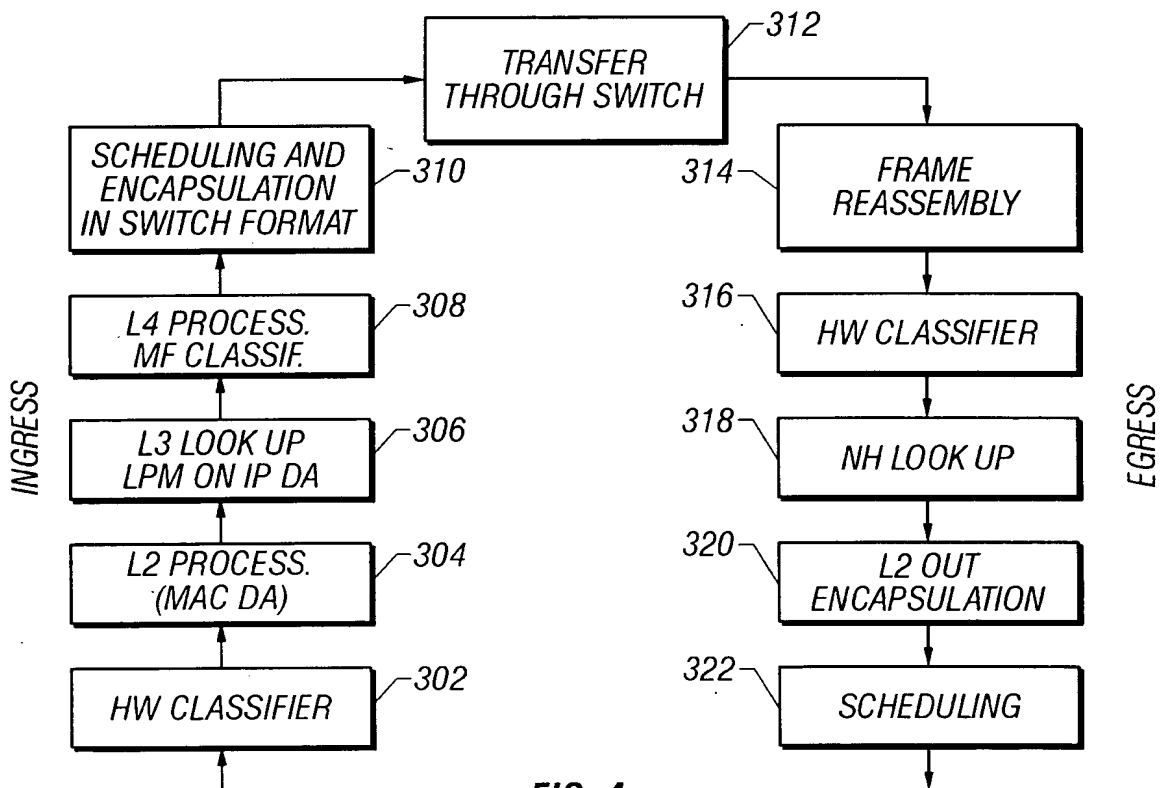 TRANSFER
THROUGH SWITCH
312
SCHEDULING AND
ENCAPSULATION
IN SWITCH FORMAT
310
L4 PROCESS.
MF CLASSIF.
308
L3 LOOK UP
LPM ON IP DA
306
L2 PROCESS.
(MAC DA)
304
HW CLASSIFIER
302
INGRESS
314
FRAME
REASSEMBLY
316
HW CLASSIFIER
318
NH LOOK UP
320
L2 OUT
ENCAPSULATION
322
SCHEDULING
EGRESS